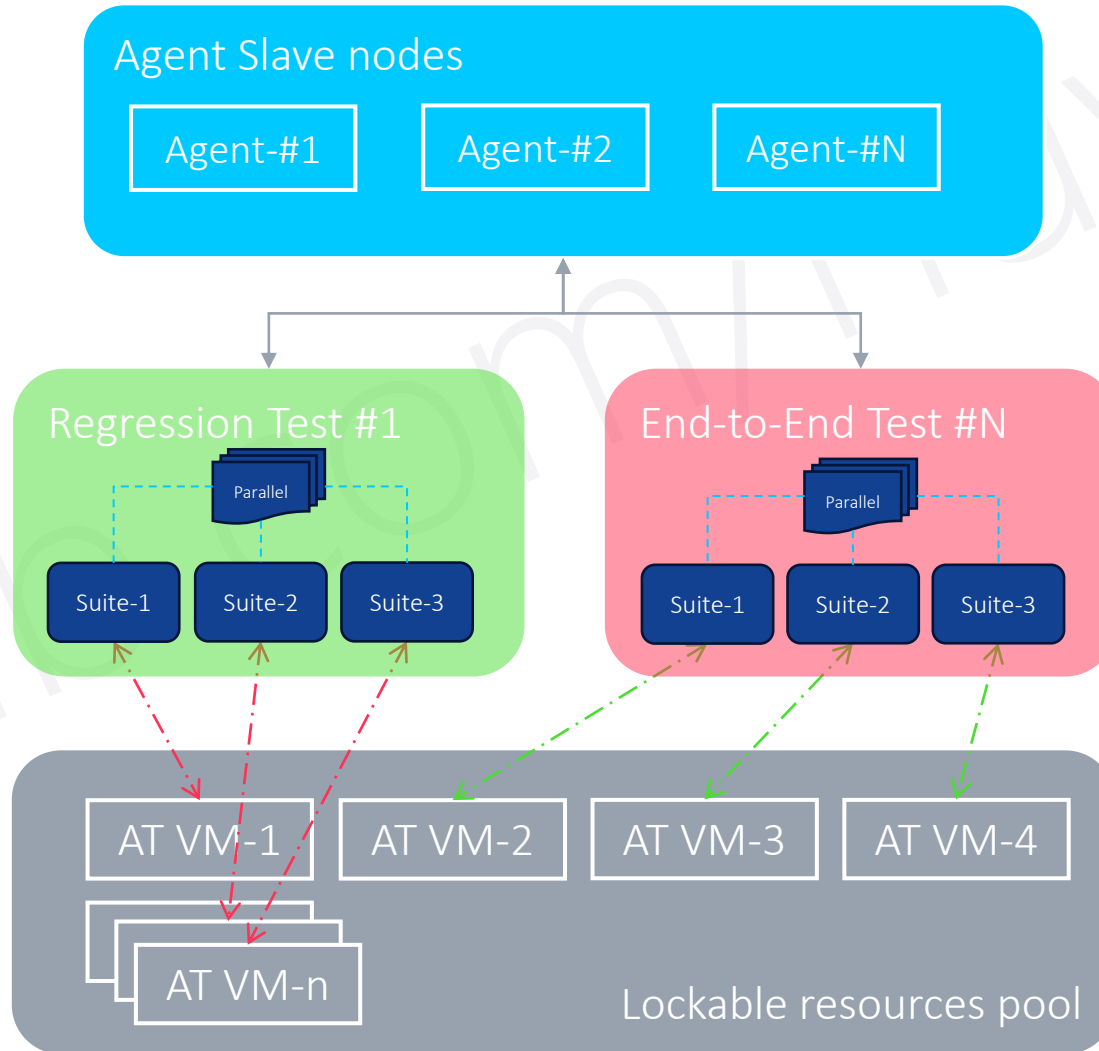 Agent Slave nodes
Agent-#1
Agent-#2
Agent-#N
Regression Test #1
Parallel
Suite-1
Suite-2
Suite-3
End-to-End Test #N
Parallel
Suite-1
Suite-2
Suite-3
AT VM-1
AT VM-2
AT VM-3
AT VM-4
AT VM-n
Lockable resources pool